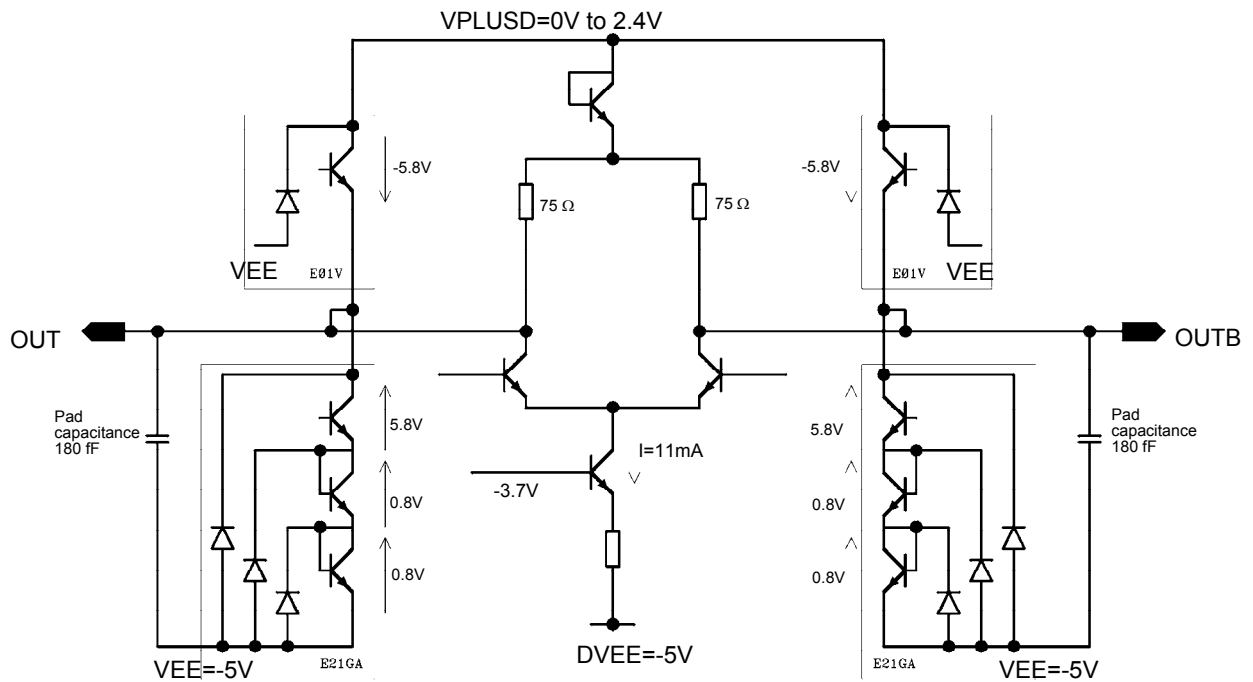 VPLUSD=0V to 2.4V
-5.8V
-5.8V
75 Ω
75 Ω
VEE
E01V
E01V
VEE
OUT
OUTB
Pad
capacitance
180 fF
5.8V
I=11mA
5.8V
Pad
capacitance
180 fF
-3.7V
0.8V
0.8V
0.8V
0.8V
VEE=-5V
E21GA
DVEE=-5V
E21GA
VEE=-5V